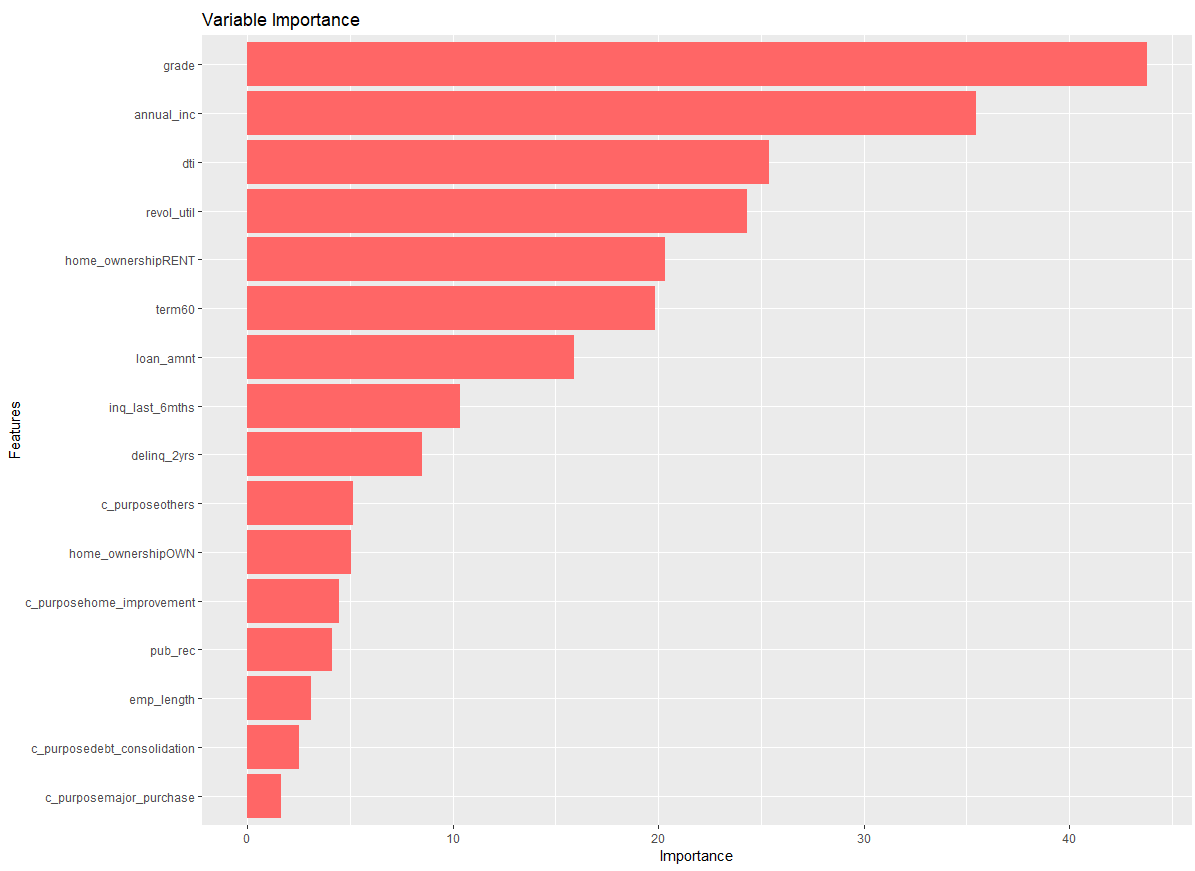 Variable Importance
Features
grade
annual_inc
dti
revol_util
home_ownershipRENT
term60
loan_amnt
inq_last_6mths
delinq_2yrs
c_purposeothers
home_ownershipOWN
c_purposehome_improvement
pub_rec
emp_length
c_purposedebt_consolidation
c_purposemajor_purchase
0 10 20 30 40
Importance